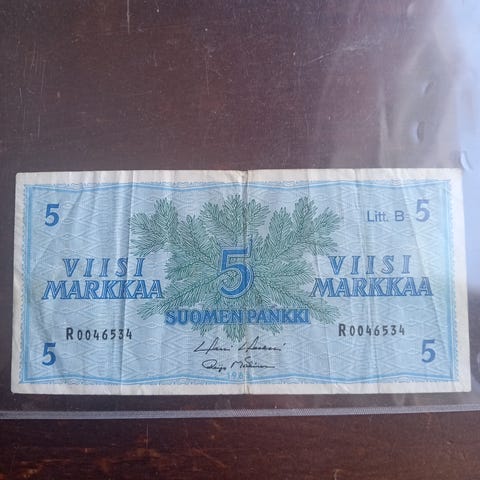 5
Litt. B 5
5
VIISI
MARKKAA
VIISI
MARKKAA
SUOMEN PANKKI
R0046534
R0046534
5
5